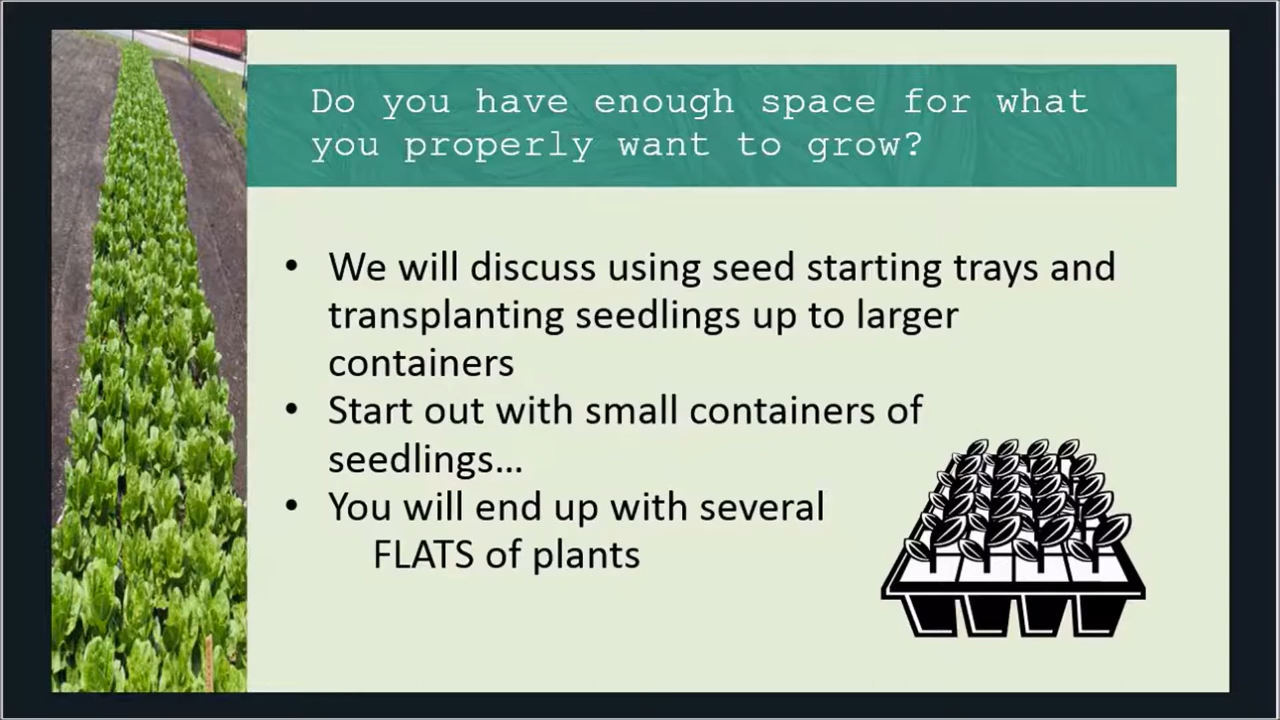 Do you have enough space for what
you properly want to grow?
• We will discuss using seed starting trays and
transplanting seedlings up to larger
containers
• Start out with small containers of
seedlings…
• You will end up with several
FLATS of plants